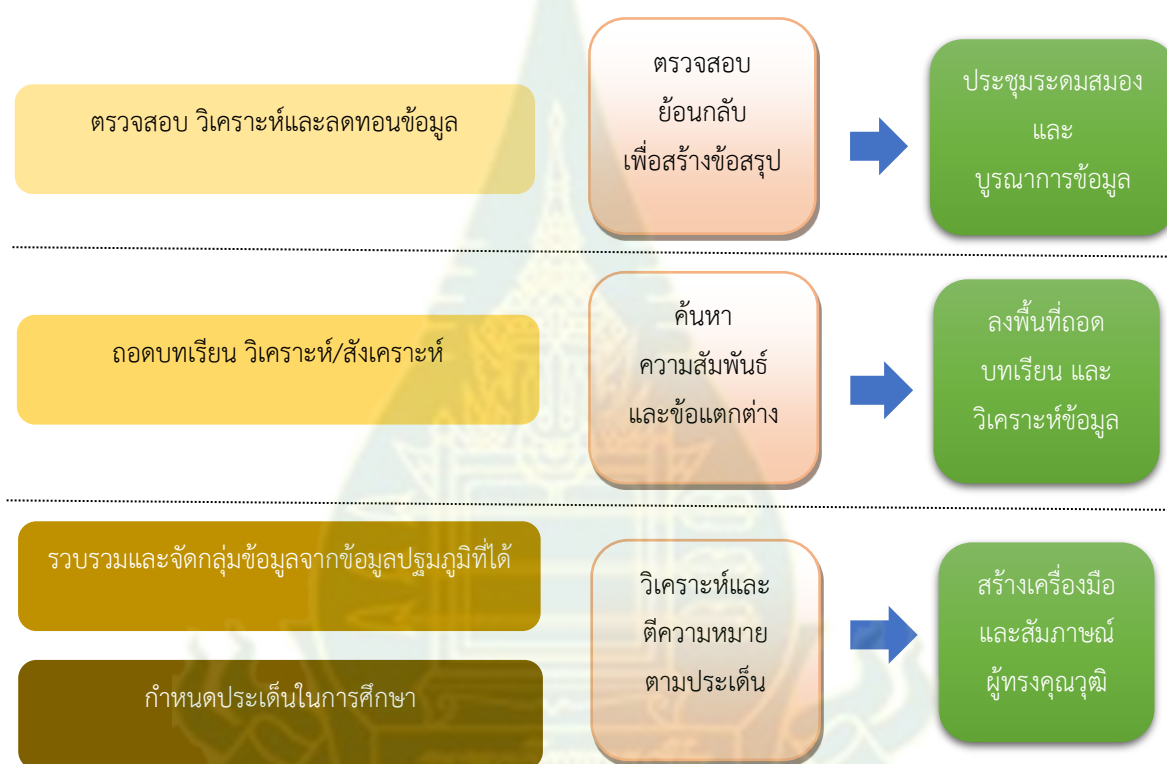 ตรวจสอบ วิเคราะห์และลดทอนข้อมูล
ตรวจสอบ
ย้อนกลับ
เพื่อสร้างข้อสรุป
ประชุมระดมสมอง
และ
บูรณาการข้อมูล
ถอดบทเรียน วิเคราะห์/สังเคราะห์
ค้นหา
ความสัมพันธ์
และข้อแตกต่าง
ลงพื้นที่ถอด
บทเรียน และ
วิเคราะห์ข้อมูล
รวบรวมและจัดกลุ่มข้อมูลจากข้อมูลปฐมภูมิที่ได้
กำหนดประเด็นในการศึกษา
วิเคราะห์และ
ตีความหมาย
ตามประเด็น
สร้างเครื่องมือ
และสัมภาษณ์
ผู้ทรงคุณวุฒิ